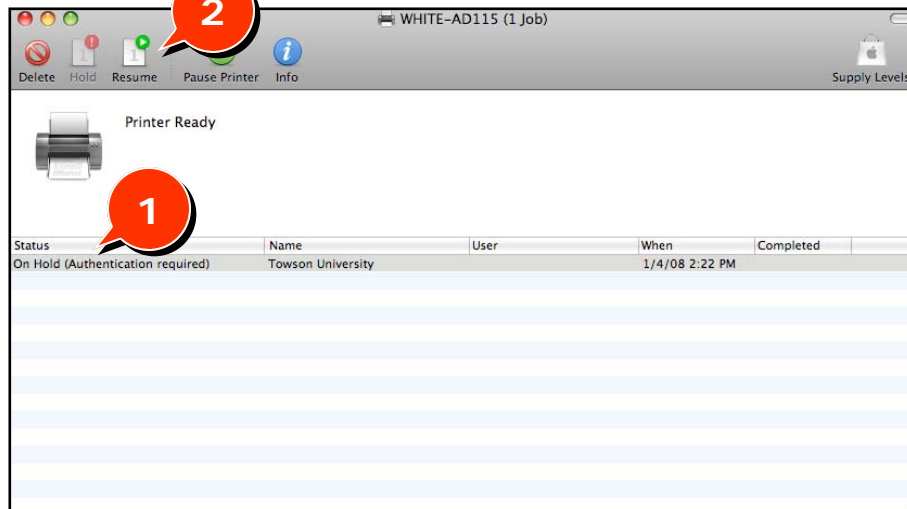 2
WHITE-AD115 (1 Job)
Delete Hold Resume Pause Printer Info Supply Levels
Printer Ready
1
Status Name User When Completed
On Hold (Authentication required) Towson University 1/4/08 2:22 PM